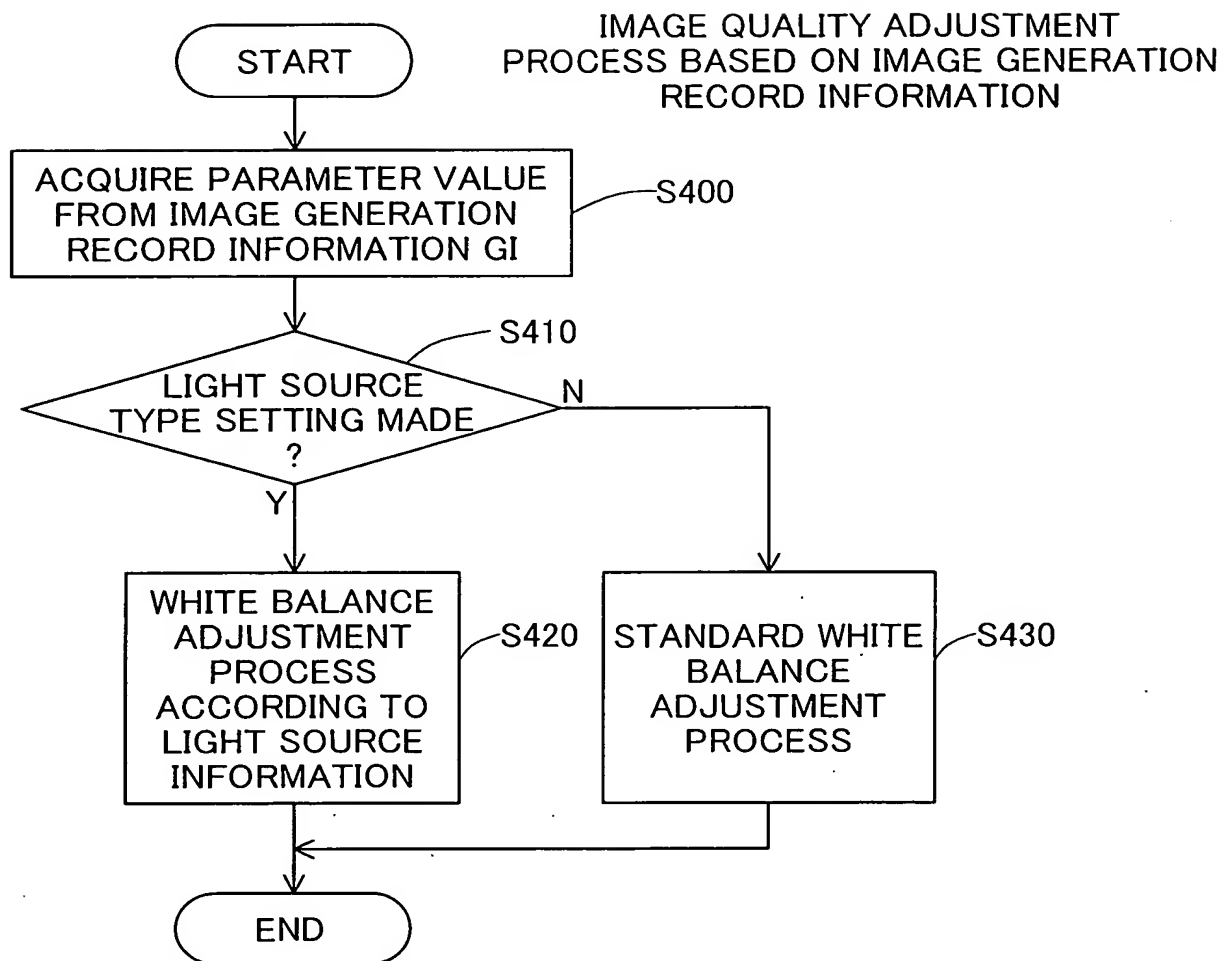 IMAGE QUALITY ADJUSTMENT
PROCESS BASED ON IMAGE GENERATION
RECORD INFORMATION
START
ACQUIRE PARAMETER VALUE
FROM IMAGE GENERATION
RECORD INFORMATION GI
S400
S410
LIGHT SOURCE
TYPE SETTING MADE
?
N
Y
WHITE BALANCE
ADJUSTMENT
PROCESS
ACCORDING TO
LIGHT SOURCE
INFORMATION
S420
STANDARD WHITE
BALANCE
ADJUSTMENT
PROCESS
S430
END